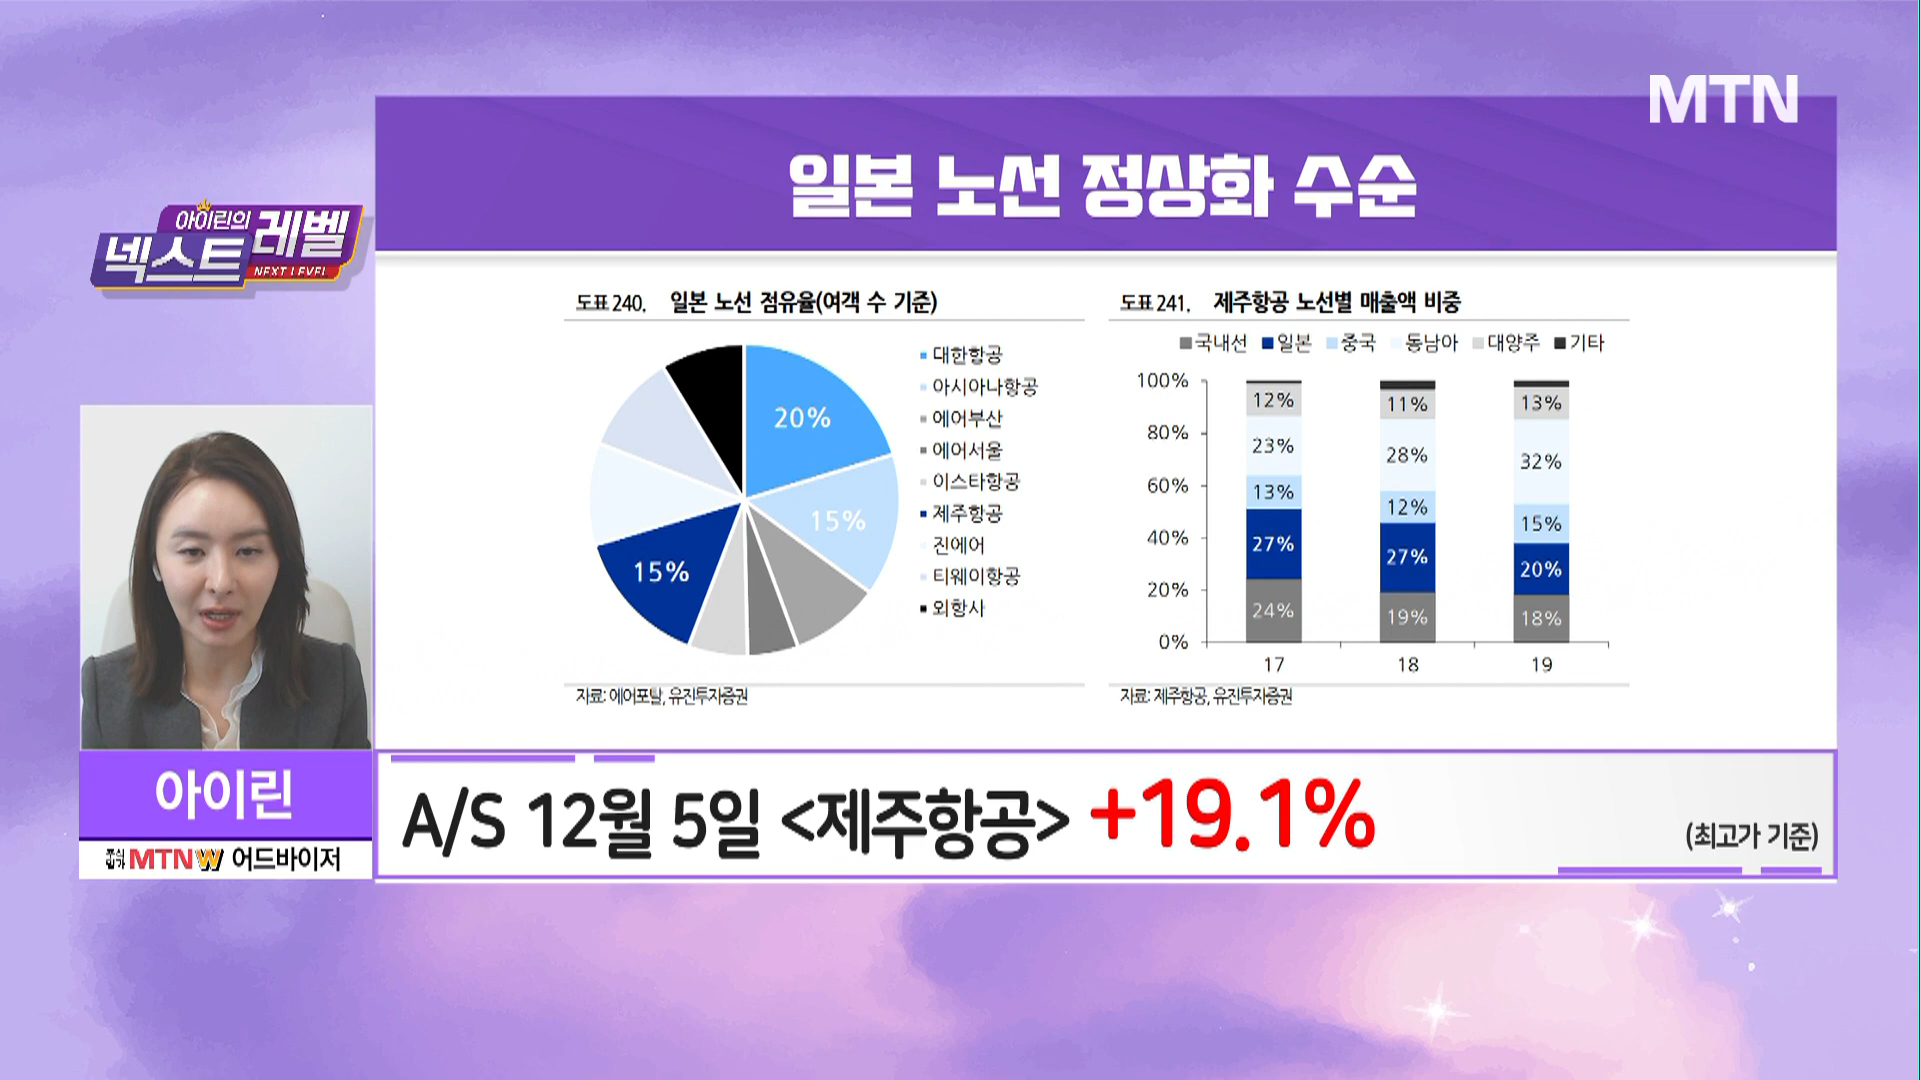 MTN
일본 노선 정상화 수순
아이린의
넥스트 레벨
NEXT LEVEL
도표 240. 일본 노선 점유율(여객 수 기준)
20%
15%
15%
대한항공
아시아나항공
에어부산
에어서울
이스타항공
제주항공
진에어
티웨이항공
외항사
자료: 에어포탈, 유진투자증권
도표 241. 제주항공 노선별 매출액 비중
국내선 일본 중국 동남아 대양주 기타
100%
80%
60%
40%
20%
0%
12%
23%
13%
27%
24%
11%
28%
12%
27%
19%
13%
32%
15%
20%
18%
17 18 19
자료: 제주항공, 유진투자증권
아이린
MTNW 어드바이저
A/S 12월 5일 <제주항공> +19.1%
(최고가 기준)